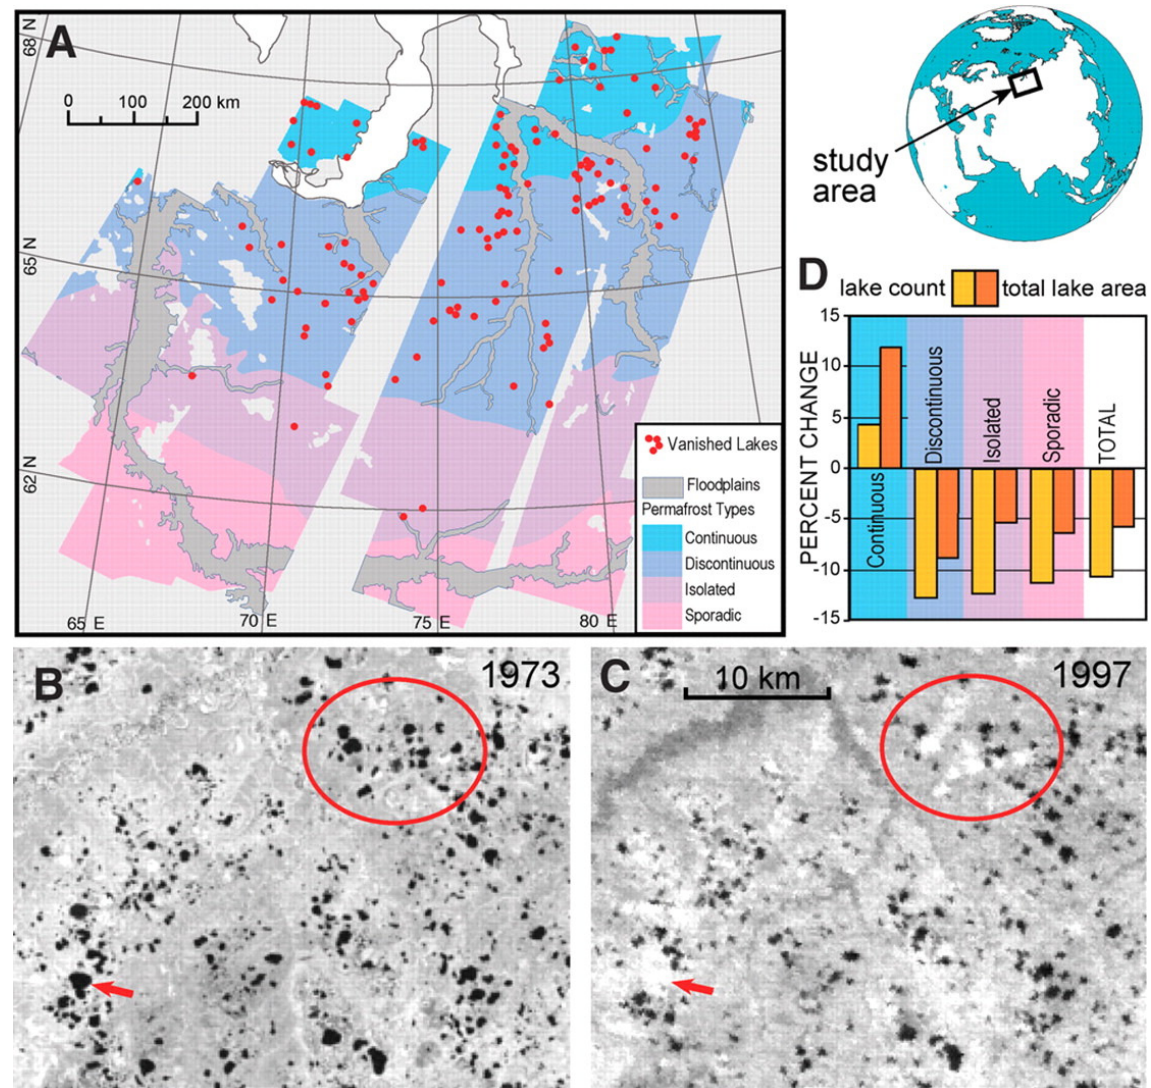 A
68 N
65 N
62 N
0 100 200 km
65 E
70 E
75 E
80 E
Vanished Lakes
Floodplains
Permafrost Types
Continuous
Discontinuous
Isolated
Sporadic
study
area
D
lake count
total lake area
PERCENT CHANGE
15
10
5
0
-5
-10
-15
Continuous
Discontinuous
Isolated
Sporadic
TOTAL
B
1973
C
10 km
1997